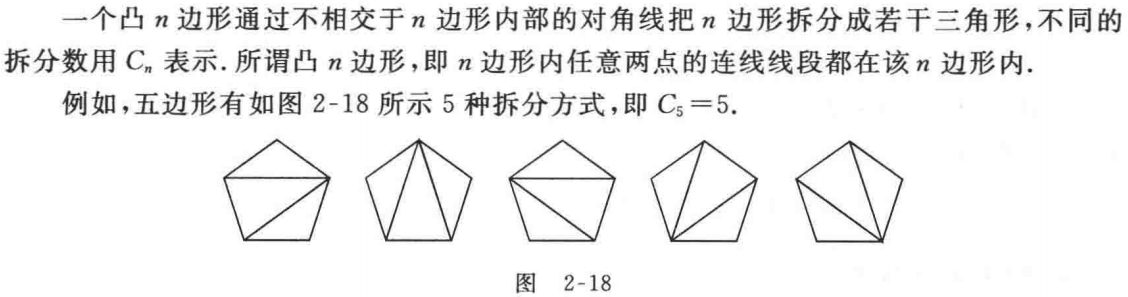 一个凸 n 边形通过不相交于 n 边形内部的对角线把 n 边形拆分成若干三角形,不同的
拆分数用 Cₙ 表示. 所谓凸 n 边形,即 n 边形内任意两点的连线线段都在该 n 边形内.
例如,五边形有如图 2-18 所示 5 种拆分方式,即 C₅=5.
图 2-18